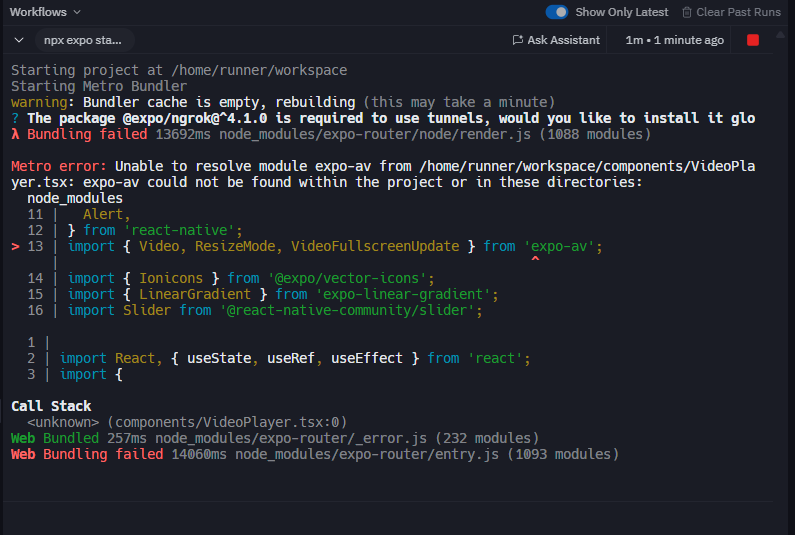 Workflows
Show Only Latest
Clear Past Runs
npx expo sta...
Ask Assistant
1m • 1 minute ago
Starting project at /home/runner/workspace
Starting Metro Bundler
warning: Bundler cache is empty, rebuilding (this may take a minute)
? The package @expo/ngrok@^4.1.0 is required to use tunnels, would you like to install it glo
λ Bundling failed 13692ms node_modules/expo-router/node/render.js (1088 modules)
Metro error: Unable to resolve module expo-av from /home/runner/workspace/components/VideoPla
yer.tsx: expo-av could not be found within the project or in these directories:
  node_modules
  11 |   Alert,
  12 | } from 'react-native';
> 13 | import { Video, ResizeMode, VideoFullscreenUpdate } from 'expo-av';
     |                                                           ^
  14 | import { Ionicons } from '@expo/vector-icons';
  15 | import { LinearGradient } from 'expo-linear-gradient';
  16 | import Slider from '@react-native-community/slider';
  1 |
  2 | import React, { useState, useRef, useEffect } from 'react';
  3 | import {
Call Stack
  <unknown> (components/VideoPlayer.tsx:0)
Web Bundled 257ms node_modules/expo-router/_error.js (232 modules)
Web Bundling failed 14060ms node_modules/expo-router/entry.js (1093 modules)